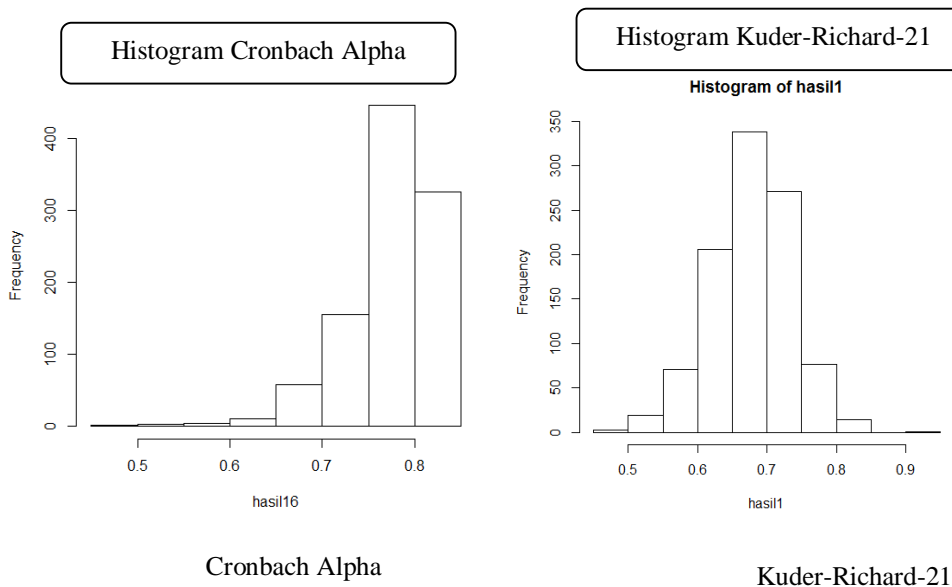 Histogram Cronbach Alpha
Frequency
400
300
200
100
0
0.5 0.6 0.7 0.8
hasil16
Cronbach Alpha
Histogram Kuder-Richard-21
Histogram of hasil1
Frequency
350
300
250
200
150
100
50
0
0.5 0.6 0.7 0.8 0.9
hasil1
Kuder-Richard-21